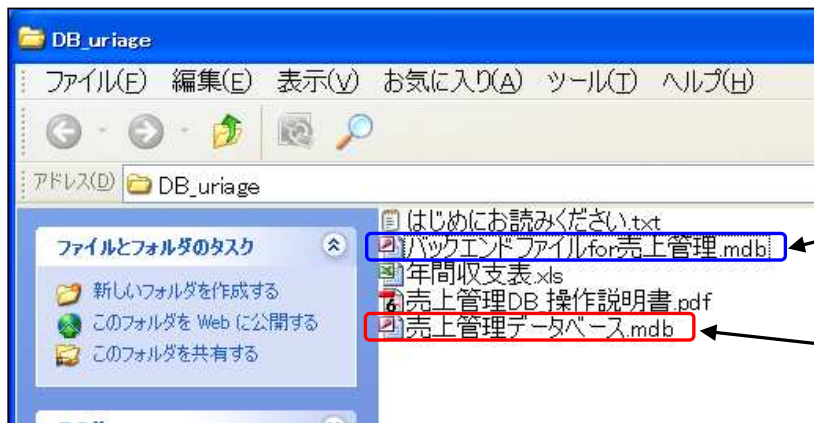 DB_uriage
ファイル(F) 編集(E) 表示(V) お気に入り(A) ツール(T) ヘルプ(H)
アドレス(D) DB_uriage
ファイルとフォルダのタスク
新しいフォルダを作成する
このフォルダを Web に公開する
このフォルダを共有する
はじめにお読みください.txt
バックエンドファイルfor売上管理.mdb
年間収支表.xls
売上管理DB_操作説明書.pdf
売上管理データベース.mdb